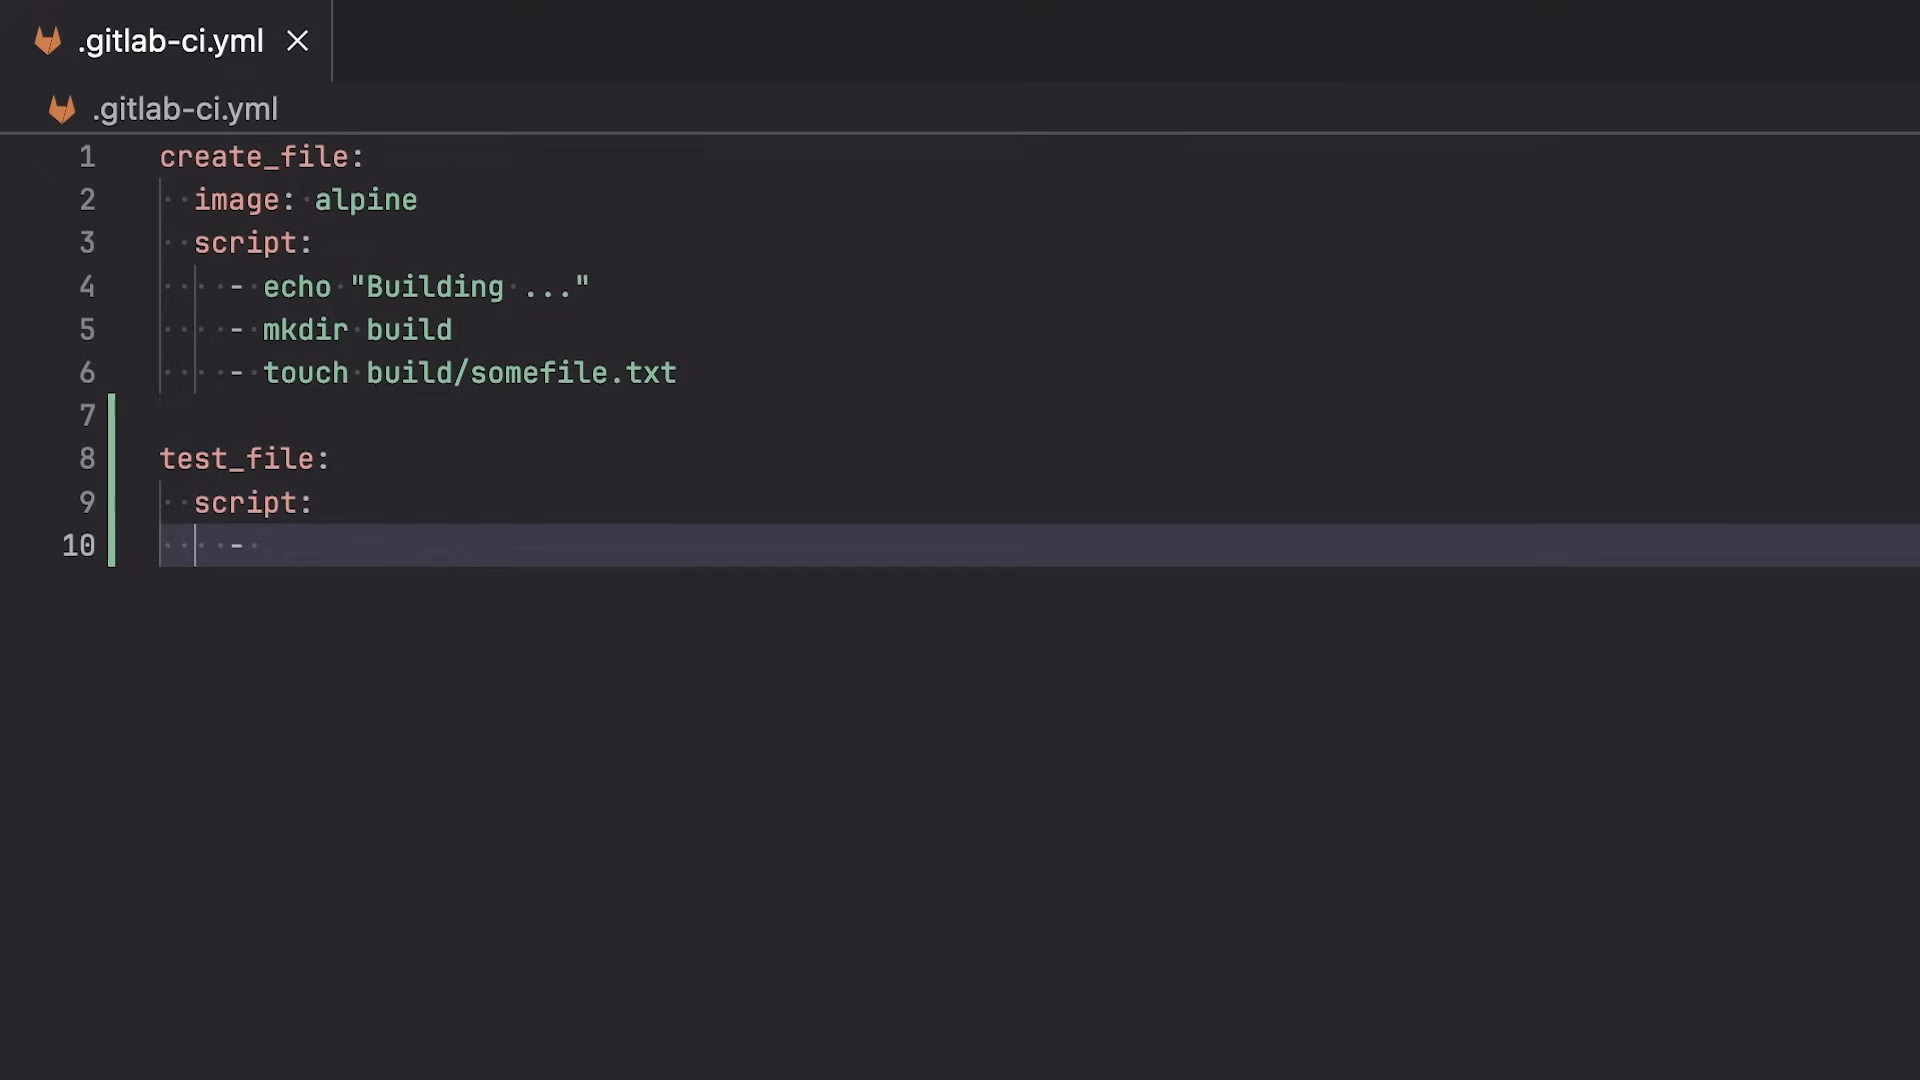 .gitlab-ci.yml
.gitlab-ci.yml
1 create_file:
2   image: alpine
3   script:
4     - echo "Building ..."
5     - mkdir build
6     - touch build/somefile.txt
7
8 test_file:
9   script:
10     -